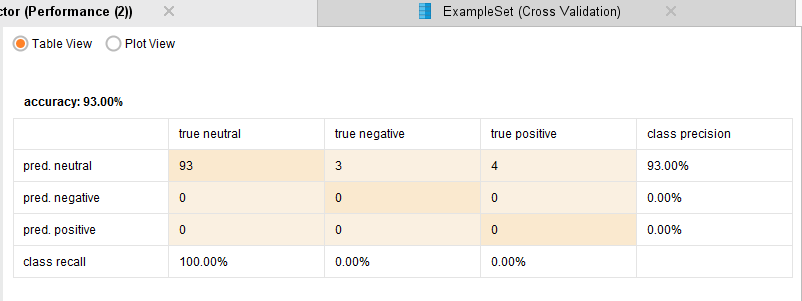 ctor (Performance (2)) ExampleSet (Cross Validation)
Table View Plot View
accuracy: 93.00%
true neutral true negative true positive class precision
pred. neutral 93 3 4 93.00%
pred. negative 0 0 0 0.00%
pred. positive 0 0 0 0.00%
class recall 100.00% 0.00% 0.00%